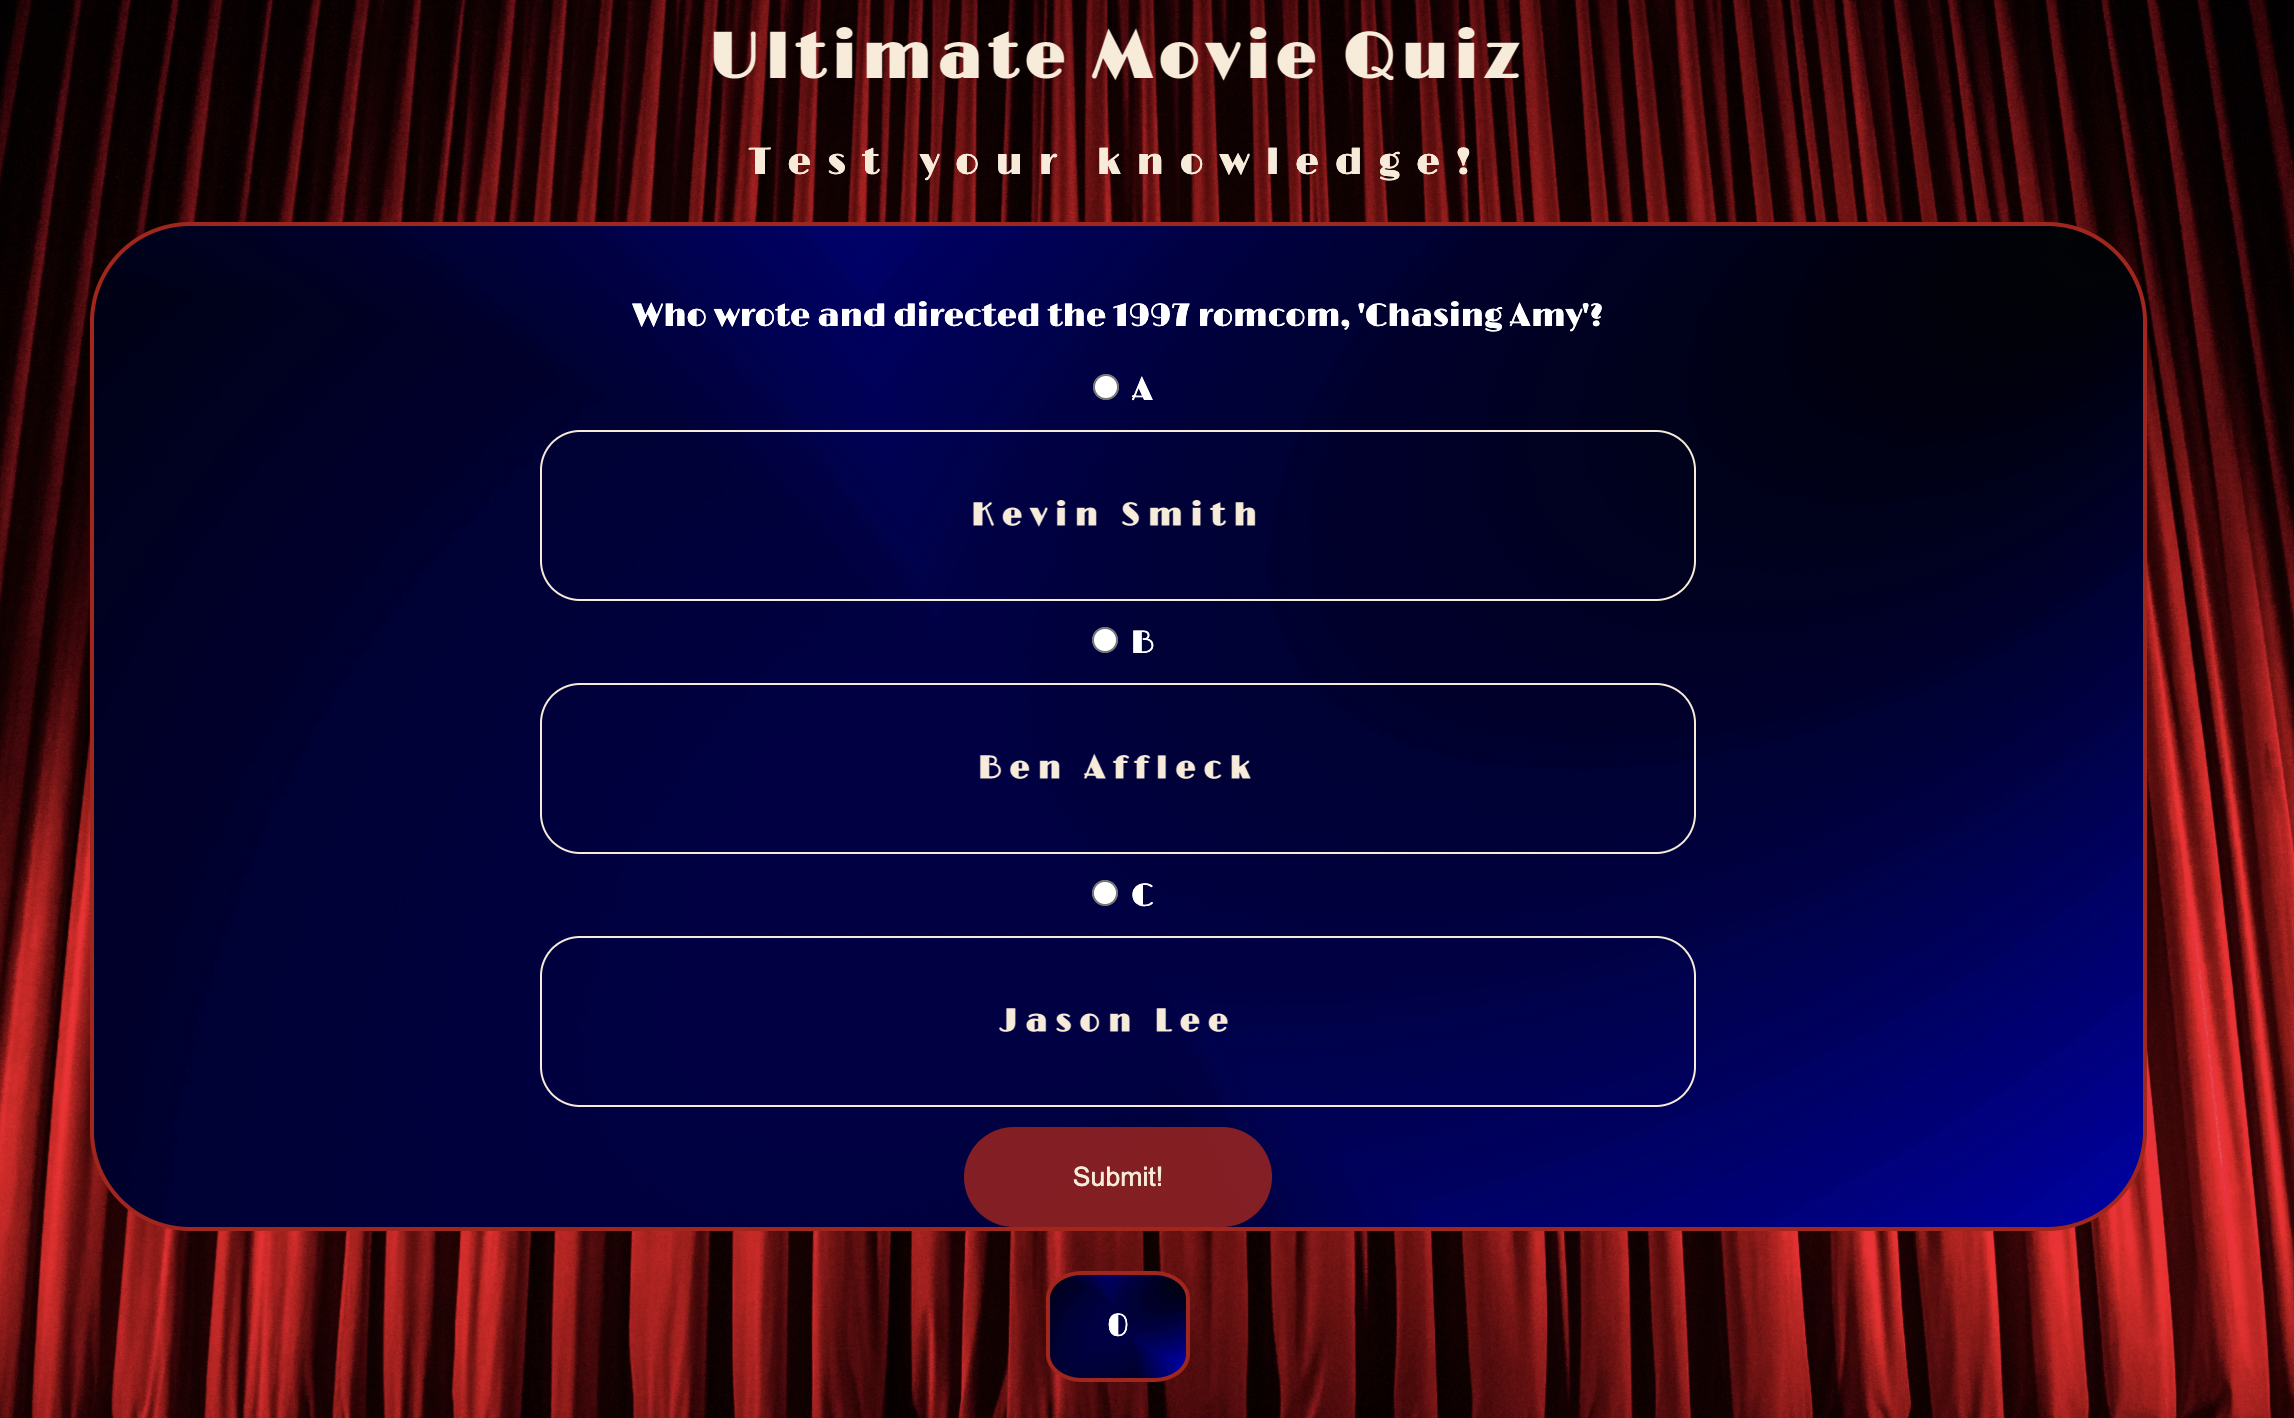 Ultimate Movie Quiz
Test your knowledge!
Who wrote and directed the 1997 romcom, 'Chasing Amy'?
A
Kevin Smith
B
Ben Affleck
C
Jason Lee
Submit!
0